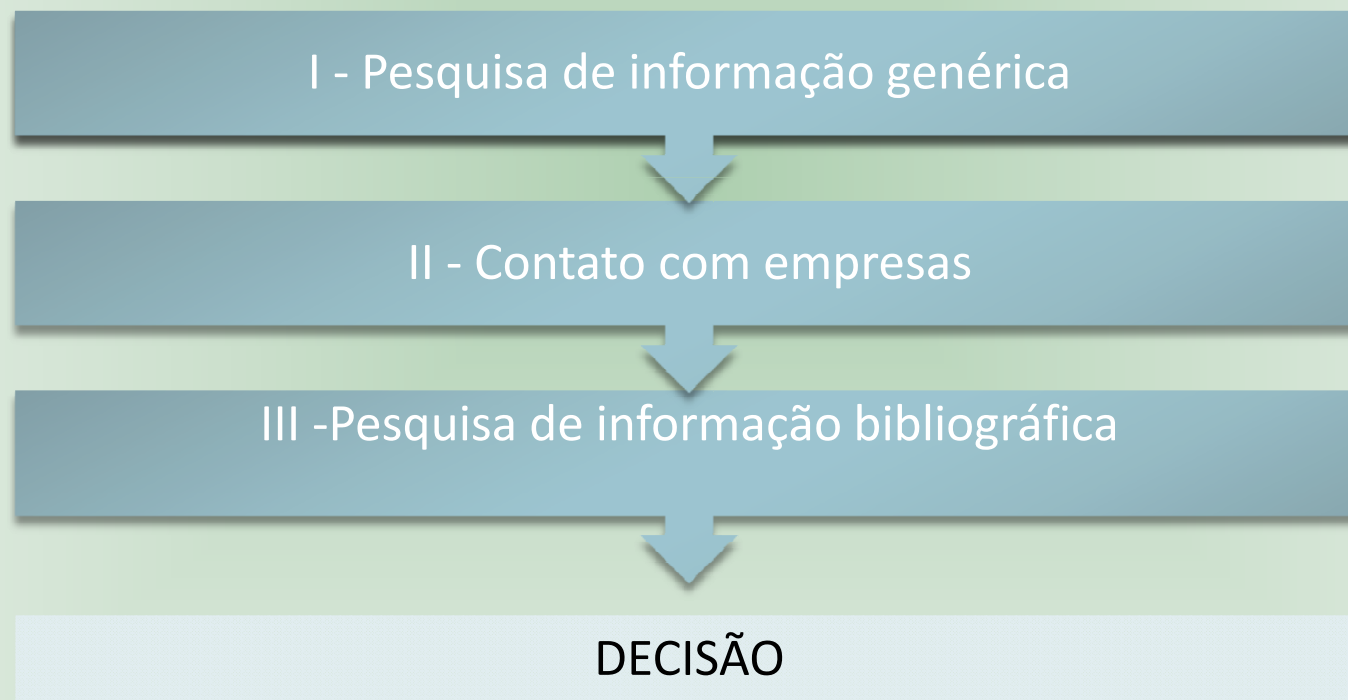 I - Pesquisa de informação genérica
II - Contato com empresas
III -Pesquisa de informação bibliográfica
DECISÃO